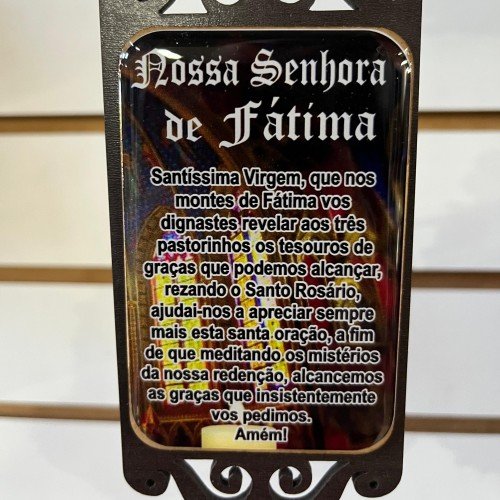 Nossa Senhora
de Fátima
Santíssima Virgem, que nos
montes de Fátima vos
dignastes revelar aos três
pastorinhos os tesouros de
graças que podemos alcançar,
rezando o Santo Rosário,
ajudai-nos a apreciar sempre
mais esta santa oração, a fim
de que meditando os mistérios
da nossa redenção, alcancemos
as graças que insistentemente
vos pedimos.
Amém!